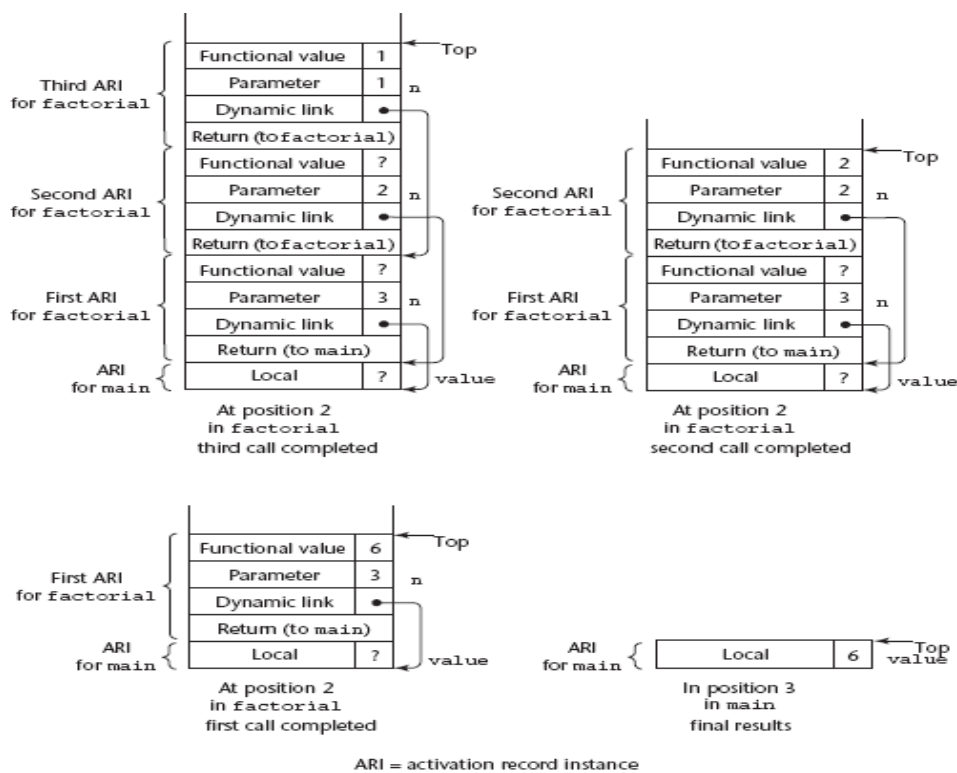 Top
Third ARI
for factorial
Functional value 1
Parameter 1 n
Dynamic link
Return (to factorial)
Second ARI
for factorial
Functional value ?
Parameter 2 n
Dynamic link
Return (to factorial)
First ARI
for factorial
Functional value ?
Parameter 3 n
Dynamic link
Return (to main)
ARI
for main
Local ? value
At position 2
in factorial
third call completed
Top
Second ARI
for factorial
Functional value 2
Parameter 2 n
Dynamic link
Return (to factorial)
First ARI
for factorial
Functional value ?
Parameter 3 n
Dynamic link
Return (to main)
ARI
for main
Local ? value
At position 2
in factorial
second call completed
Top
First ARI
for factorial
Functional value 6
Parameter 3 n
Dynamic link
Return (to main)
ARI
for main
Local ? value
At position 2
in factorial
first call completed
Top
ARI
for main
Local 6 value
In position 3
in main
final results
ARI = activation record instance